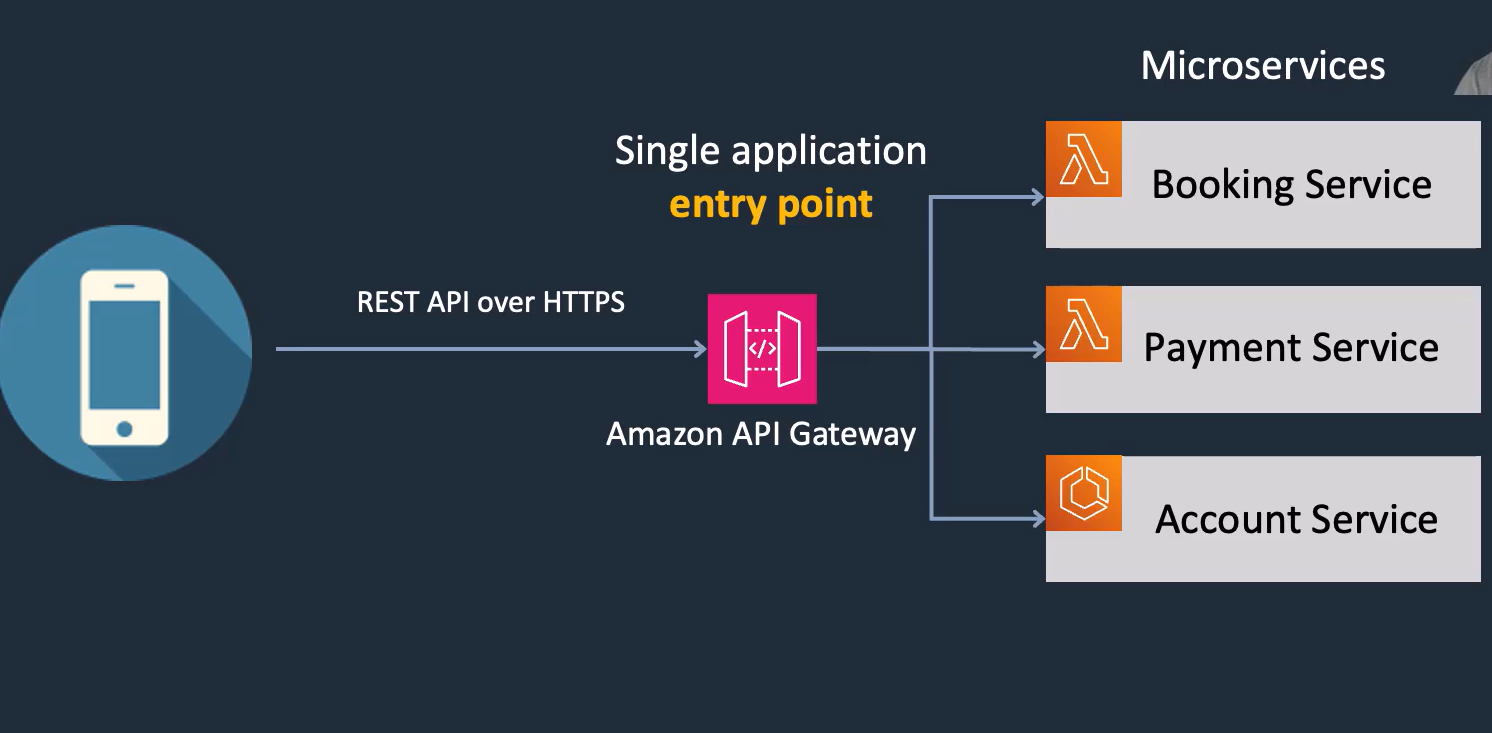 Microservices
Single application
entry point
REST API over HTTPS
Amazon API Gateway
Booking Service
Payment Service
Account Service